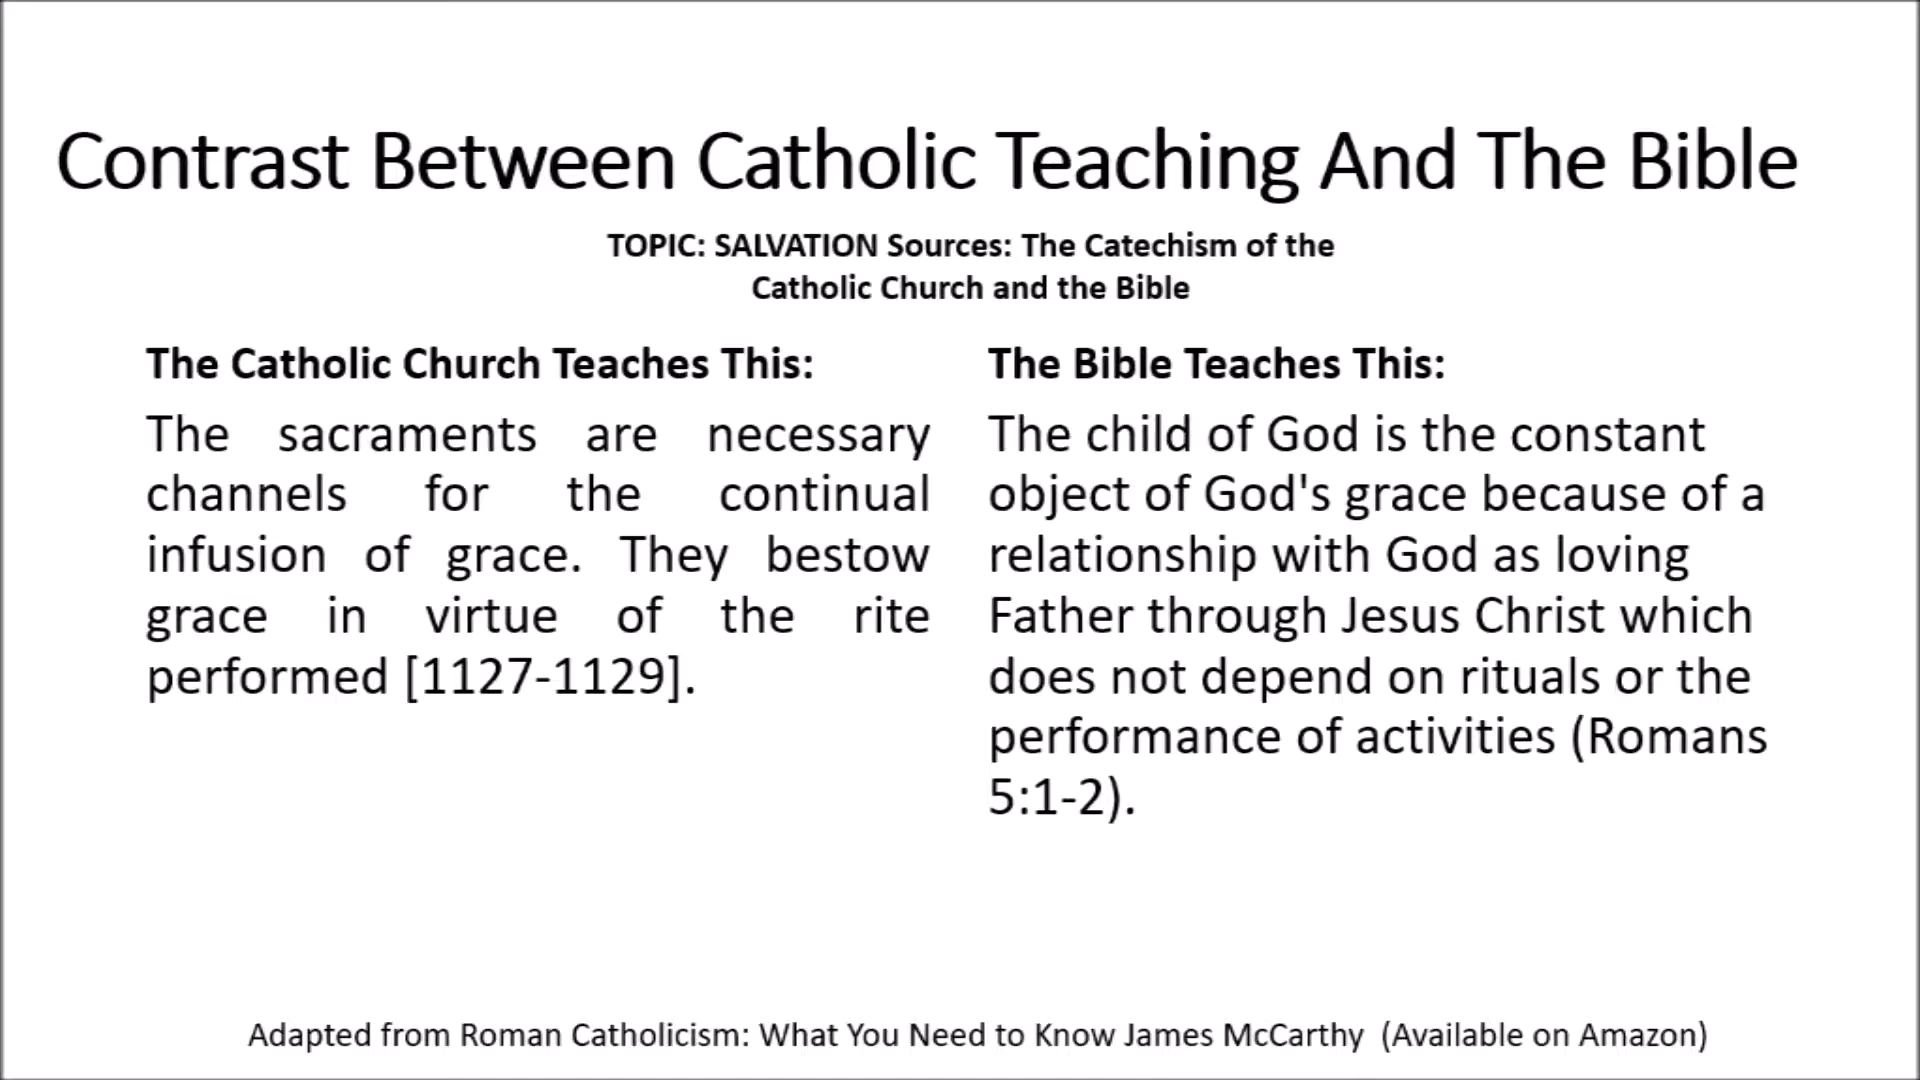 Contrast Between Catholic Teaching And The Bible
TOPIC: SALVATION Sources: The Catechism of the
Catholic Church and the Bible
The Catholic Church Teaches This:
The sacraments are necessary
channels for the continual
infusion of grace. They bestow
grace in virtue of the rite
performed [1127-1129].
The Bible Teaches This:
The child of God is the constant
object of God's grace because of a
relationship with God as loving
Father through Jesus Christ which
does not depend on rituals or the
performance of activities (Romans
5:1-2).
Adapted from Roman Catholicism: What You Need to Know James McCarthy (Available on Amazon)